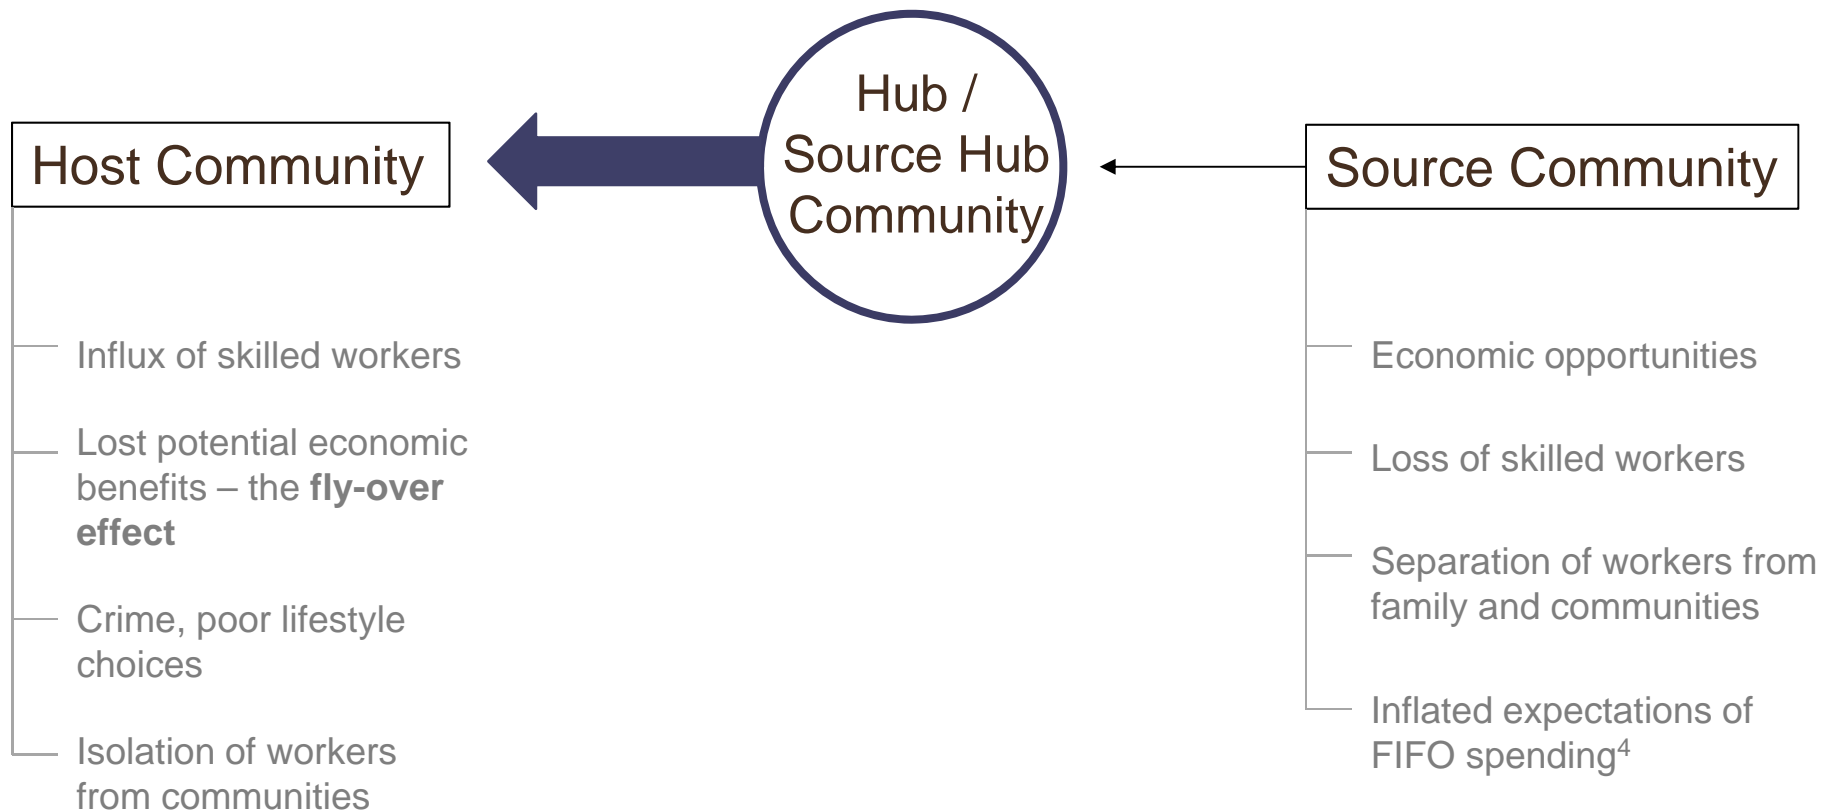 Hub /
Source Hub
Community
Host Community
Source Community
Influx of skilled workers
Lost potential economic
benefits – the fly-over
effect
Crime, poor lifestyle
choices
Isolation of workers
from communities
Economic opportunities
Loss of skilled workers
Separation of workers from
family and communities
Inflated expectations of
FIFO spending⁴